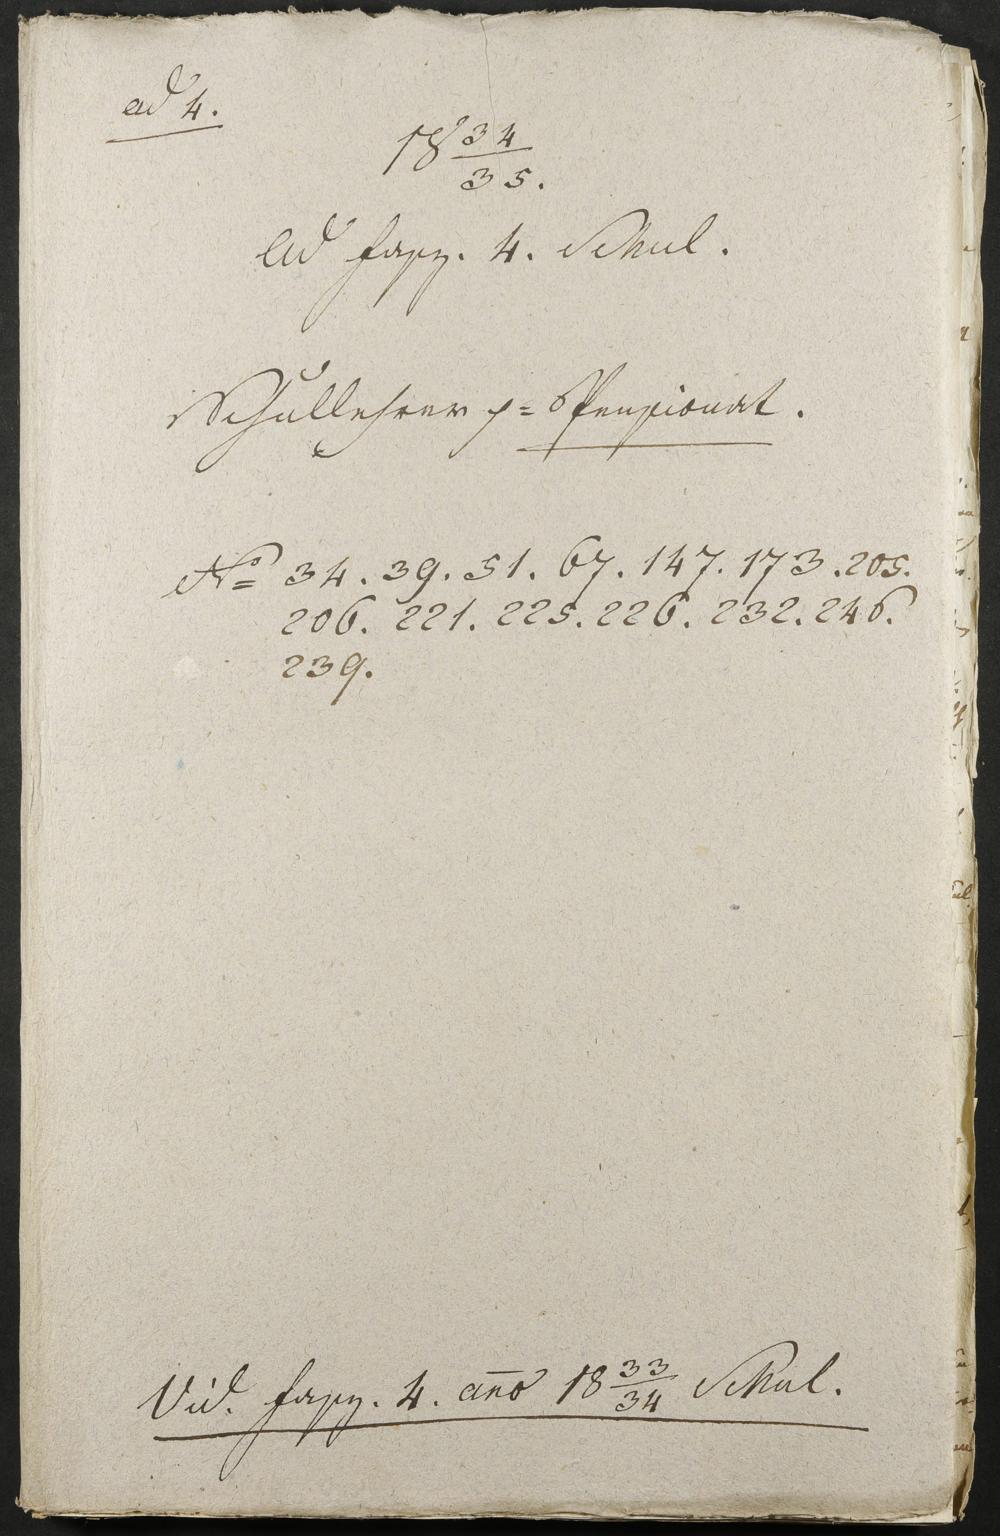 ad 4.
18 34/35.
Ad fasz. 4. Schul.
Schullehrer p= Pensionat.
No 34. 39. 51. 67. 147. 173. 205.
206. 221. 225. 226. 232. 246.
239.
Vid. fasz. 4. año 18 33/34 Schul.